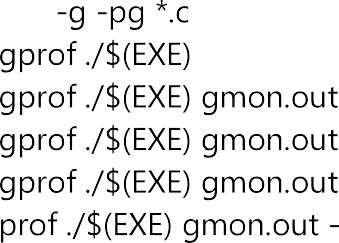 -g -pg *.c
gprof ./$(EXE)
gprof ./$(EXE) gmon.out
gprof ./$(EXE) gmon.out
gprof ./$(EXE) gmon.out
prof ./$(EXE) gmon.out -